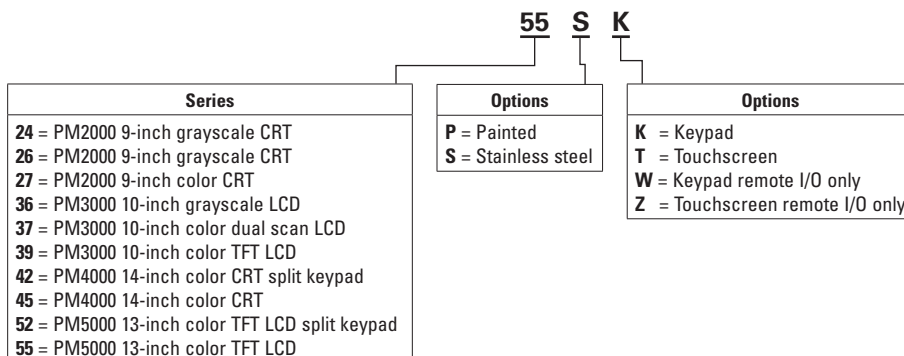 55 S K
Series
24 = PM2000 9-inch grayscale CRT
26 = PM2000 9-inch grayscale CRT
27 = PM2000 9-inch color CRT
36 = PM3000 10-inch grayscale LCD
37 = PM3000 10-inch color dual scan LCD
39 = PM3000 10-inch color TFT LCD
42 = PM4000 14-inch color CRT split keypad
45 = PM4000 14-inch color CRT
52 = PM5000 13-inch color TFT LCD split keypad
55 = PM5000 13-inch color TFT LCD
Options
P = Painted
S = Stainless steel
Options
K = Keypad
T = Touchscreen
W = Keypad remote I/O only
Z = Touchscreen remote I/O only